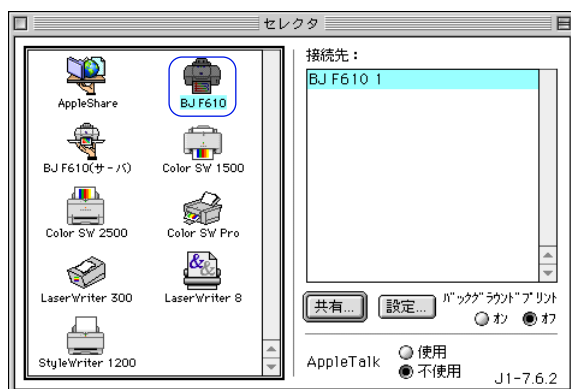 セレクタ
AppleShare
BJ F610
BJ F610(サーバ)
Color SW 1500
Color SW 2500
Color SW Pro
LaserWriter 300
LaserWriter 8
StyleWriter 1200
接続先：
BJ F610 1
共有...
設定...
バックグラウンドプリント
オン
オフ
AppleTalk
使用
不使用
J1-7.6.2